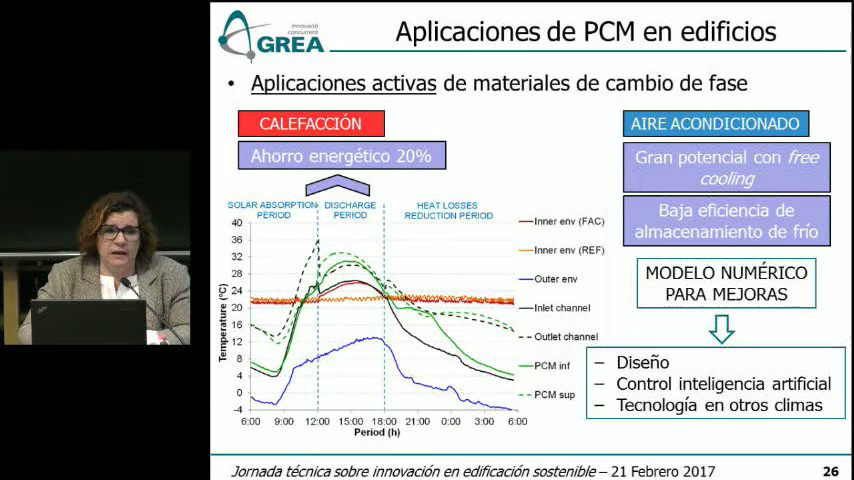 innovació
concurrent
GREA
Aplicaciones de PCM en edificios
• Aplicaciones activas de materiales de cambio de fase
CALEFACCIÓN
Ahorro energético 20%
SOLAR ABSORPTION
PERIOD
DISCHARGE
PERIOD
HEAT LOSSES
REDUCTION PERIOD
Temperature (°C)
40
36
32
28
24
20
16
12
8
4
0
-4
6:00 9:00 12:00 15:00 18:00 21:00 0:00 3:00 6:00
Period (h)
Inner env (FAC)
Inner env (REF)
Outer env
Inlet channel
Outlet channel
PCM inf
PCM sup
AIRE ACONDICIONADO
Gran potencial con free
cooling
Baja eficiencia de
almacenamiento de frío
MODELO NUMÉRICO
PARA MEJORAS
– Diseño
– Control inteligencia artificial
– Tecnología en otros climas
Jornada técnica sobre innovación en edificación sostenible – 21 Febrero 2017
26